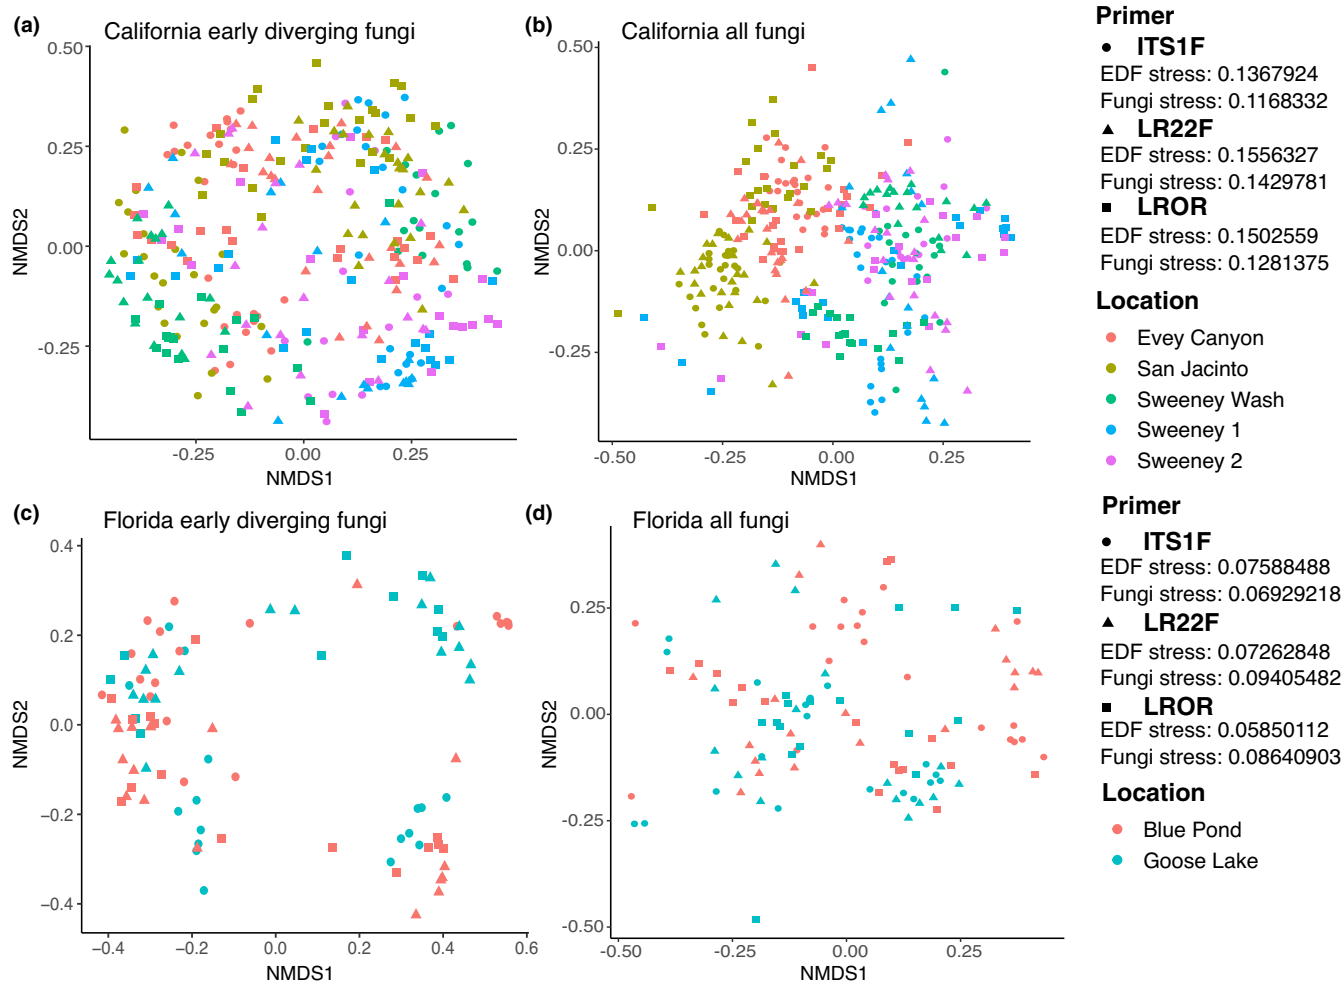 (a)
California early diverging fungi
0.50
0.25
0.00
-0.25
NMDS2
-0.25
0.00
0.25
NMDS1
(b)
California all fungi
0.50
0.25
0.00
-0.25
NMDS2
-0.50
-0.25
0.00
0.25
NMDS1
Primer
ITS1F
EDF stress: 0.1367924
Fungi stress: 0.1168332
LR22F
EDF stress: 0.1556327
Fungi stress: 0.1429781
LROR
EDF stress: 0.1502559
Fungi stress: 0.1281375
Location
Evey Canyon
San Jacinto
Sweeney Wash
Sweeney 1
Sweeney 2
(c)
Florida early diverging fungi
0.4
0.2
0.0
−0.2
−0.4
NMDS2
−0.4
−0.2
0.0
0.2
0.4
0.6
NMDS1
(d)
Florida all fungi
0.25
0.00
-0.25
-0.50
NMDS2
-0.50
-0.25
0.00
0.25
NMDS1
Primer
ITS1F
EDF stress: 0.07588488
Fungi stress: 0.06929218
LR22F
EDF stress: 0.07262848
Fungi stress: 0.09405482
LROR
EDF stress: 0.05850112
Fungi stress: 0.08640903
Location
Blue Pond
Goose Lake